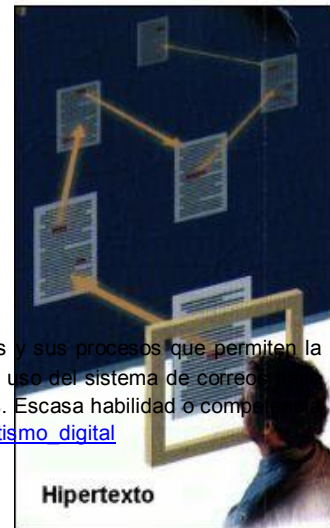 s y sus procesos que permiten la
uso del sistema de correos
s. Escasa habilidad o compe
tismo_digital
Hipertexto